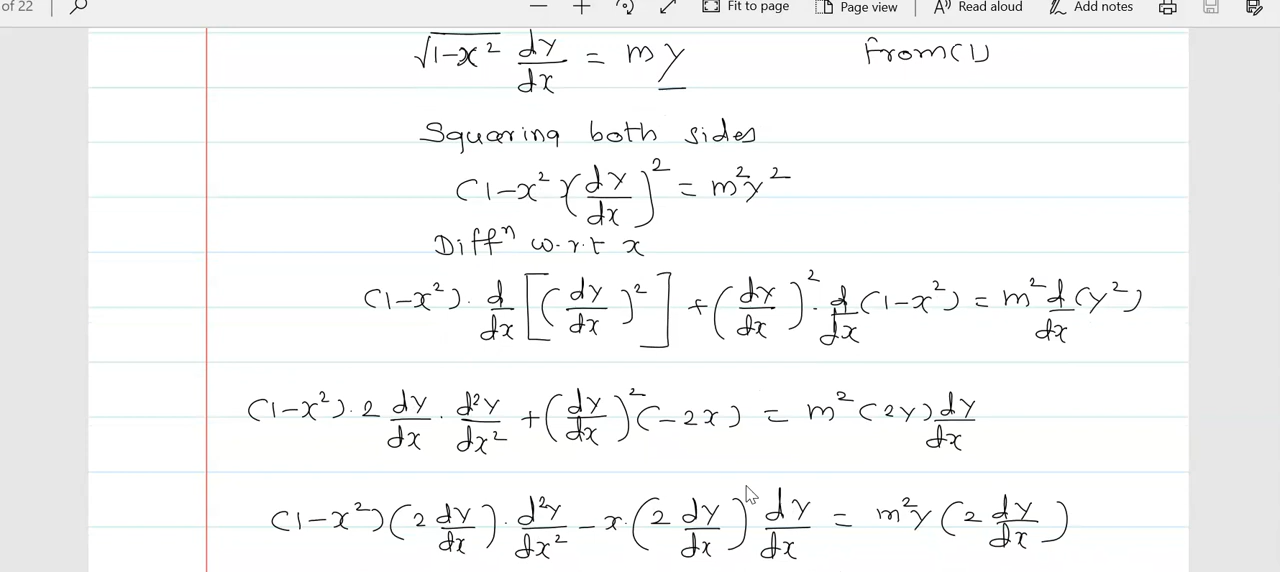 of 22 Fit to page Page view Read aloud Add notes
√1-x² dy/dx = my From (1)
Squaring both sides
(1-x²)(dy/dx)² = m²y²
Diffⁿ w.r.t x
(1-x²). d/dx [(dy/dx)²] + (dy/dx)². d/dx (1-x²) = m² d/dx (y²)
(1-x²). 2 dy/dx . d²y/dx² + (dy/dx)² (-2x) = m² (2y) dy/dx
(1-x²)(2 dy/dx). d²y/dx² - x.(2 dy/dx) dy/dx = m²y (2 dy/dx)